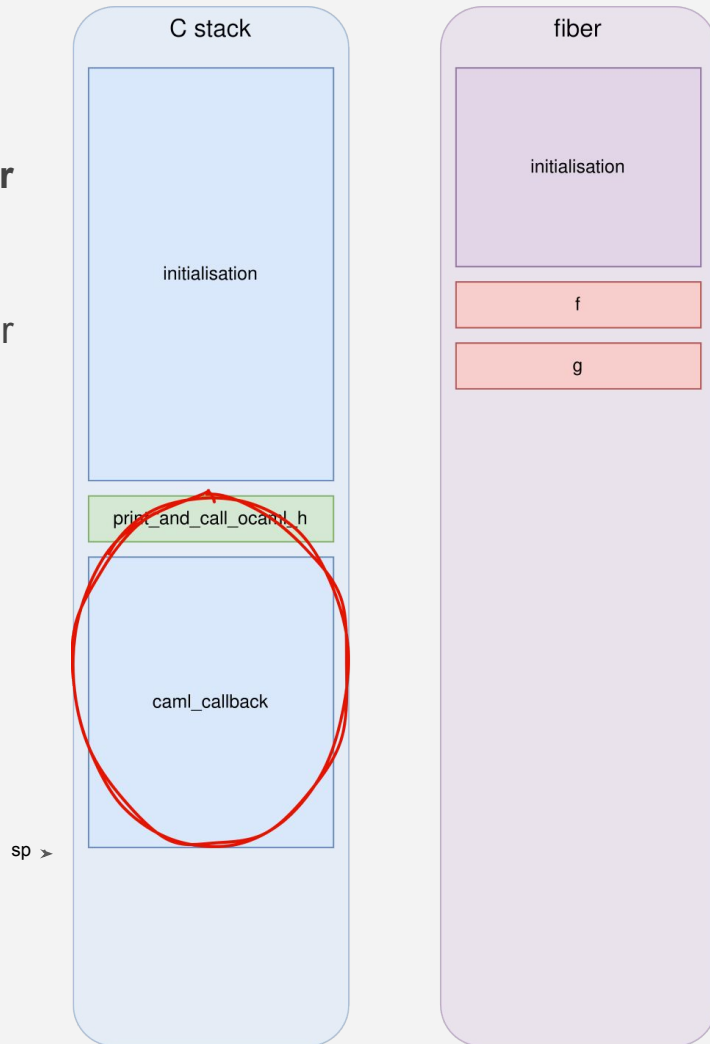 C stack
initialisation
print_and_call_ocaml_h
caml_callback
sp
fiber
initialisation
f
g
r
r